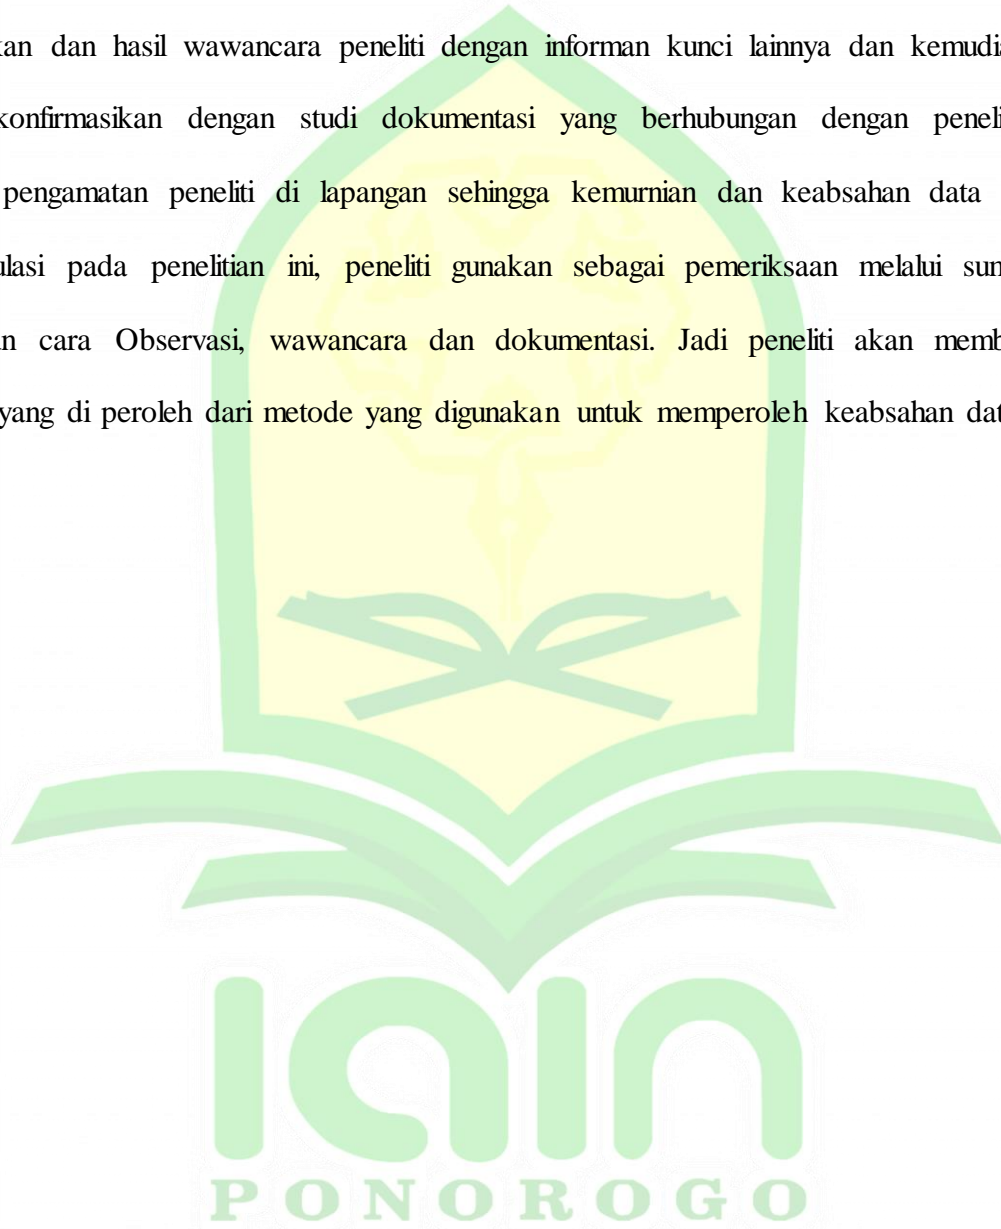 kan dan hasil wawancara peneliti dengan informan kunci lainnya dan kemudia
konfirmasikan dengan studi dokumentasi yang berhubungan dengan peneli
pengamatan peneliti di lapangan sehingga kemurnian dan keabsahan data
ulasi pada penelitian ini, peneliti gunakan sebagai pemeriksaan melalui sum
n cara Observasi, wawancara dan dokumentasi. Jadi peneliti akan memb
yang di peroleh dari metode yang digunakan untuk memperoleh keabsahan dat
iain
PONOROGO